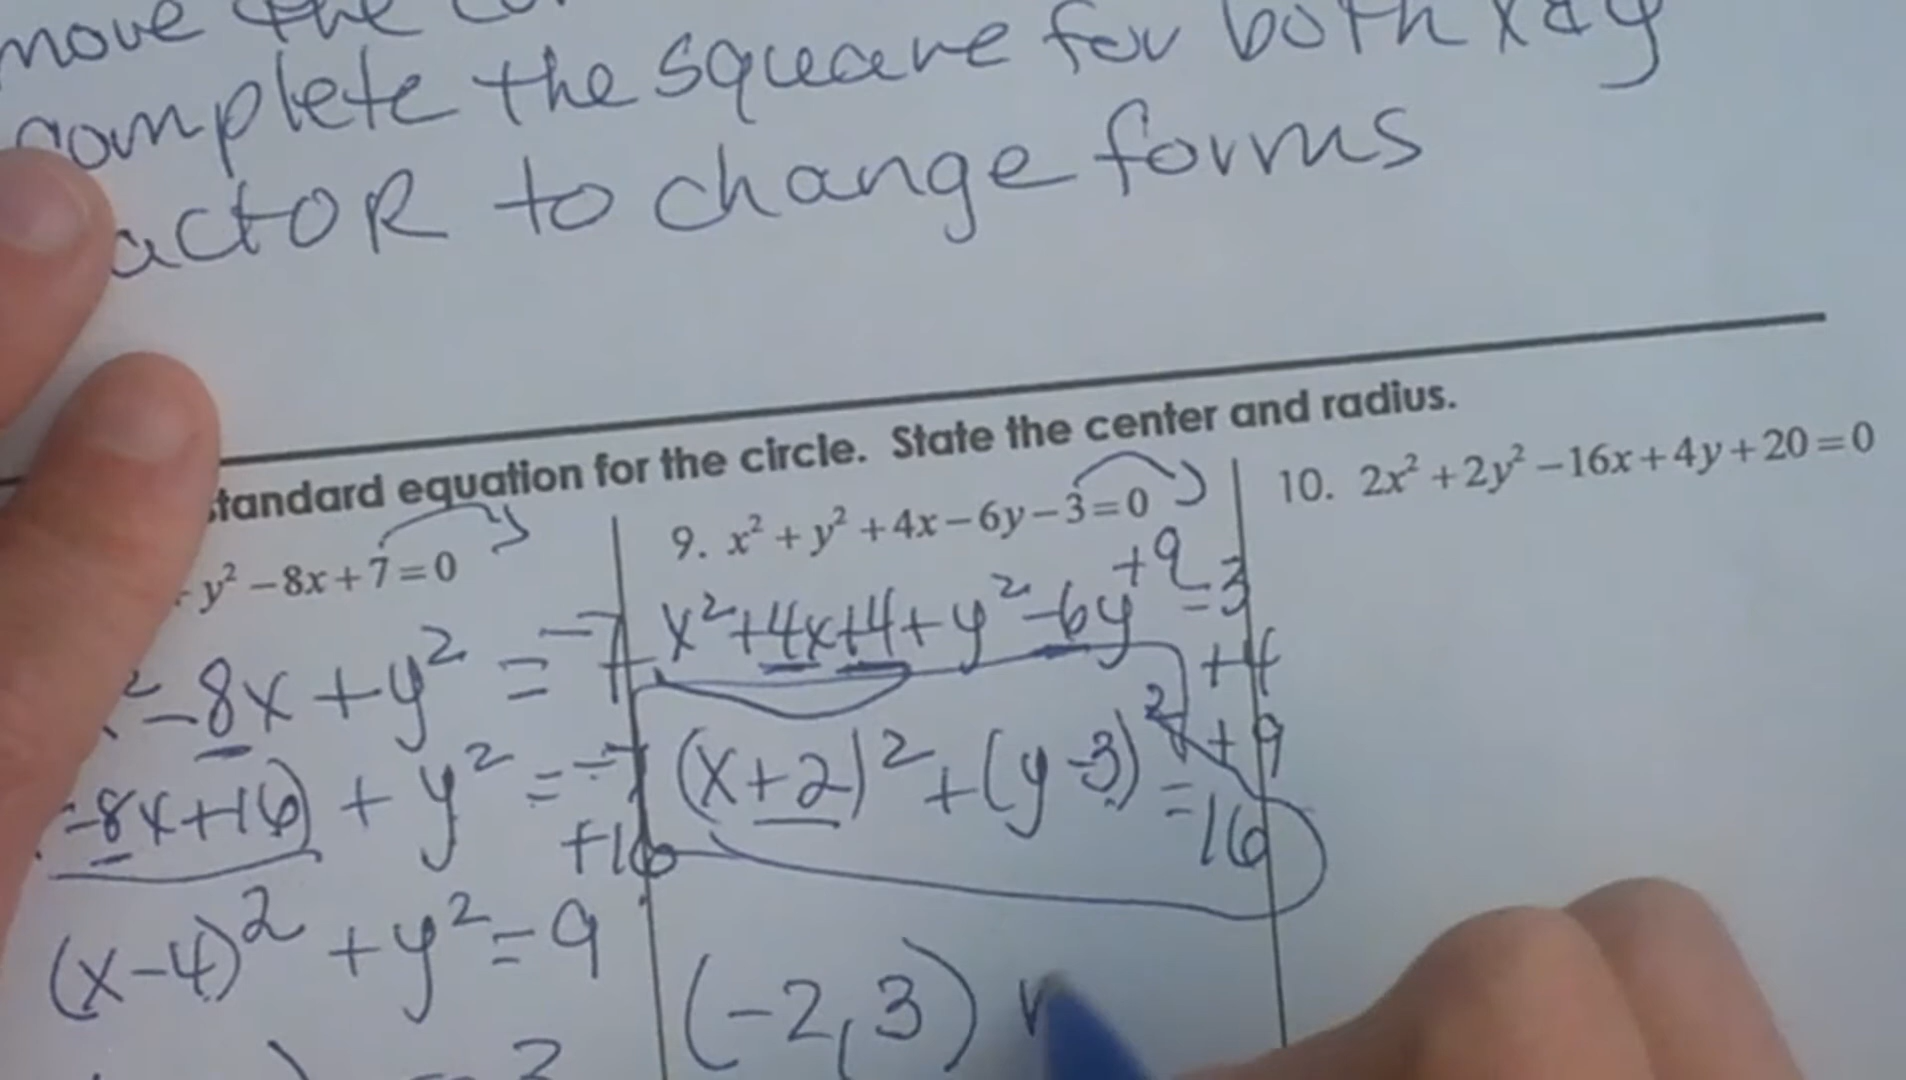 move the
complete the square for both x & y
actOR to change forms
standard equation for the circle. State the center and radius.
y² − 8x + 7 = 0
² − 8x + y² = −7
−8x + 16) + y² = −7
+16
(x − 4)² + y² = 9
9. x² + y² + 4x − 6y − 3 = 0
x² + 4x + 4 + y² − 6y + 9 = 3
+4
+9
(x + 2)² + (y − 3)² = 16
(−2, 3) r
10. 2x² + 2y² − 16x + 4y + 20 = 0